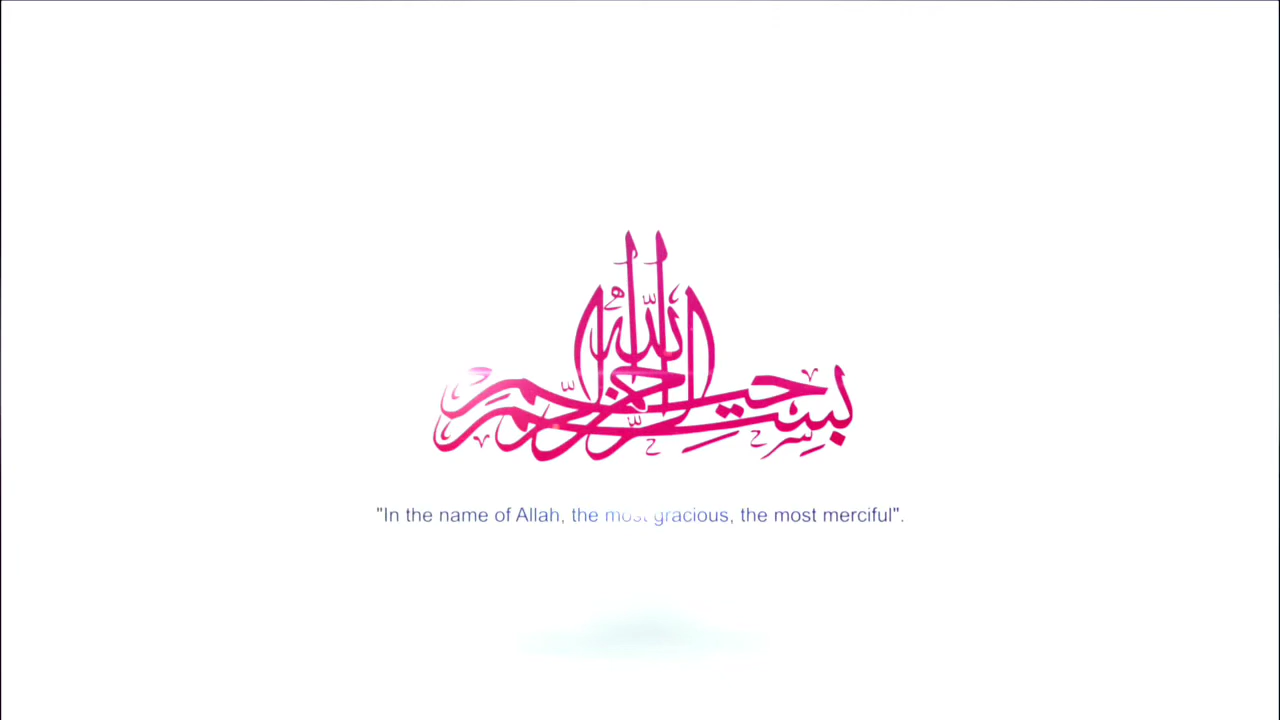 بسم الله الرحمن الرحيم
"In the name of Allah, the most gracious, the most merciful".